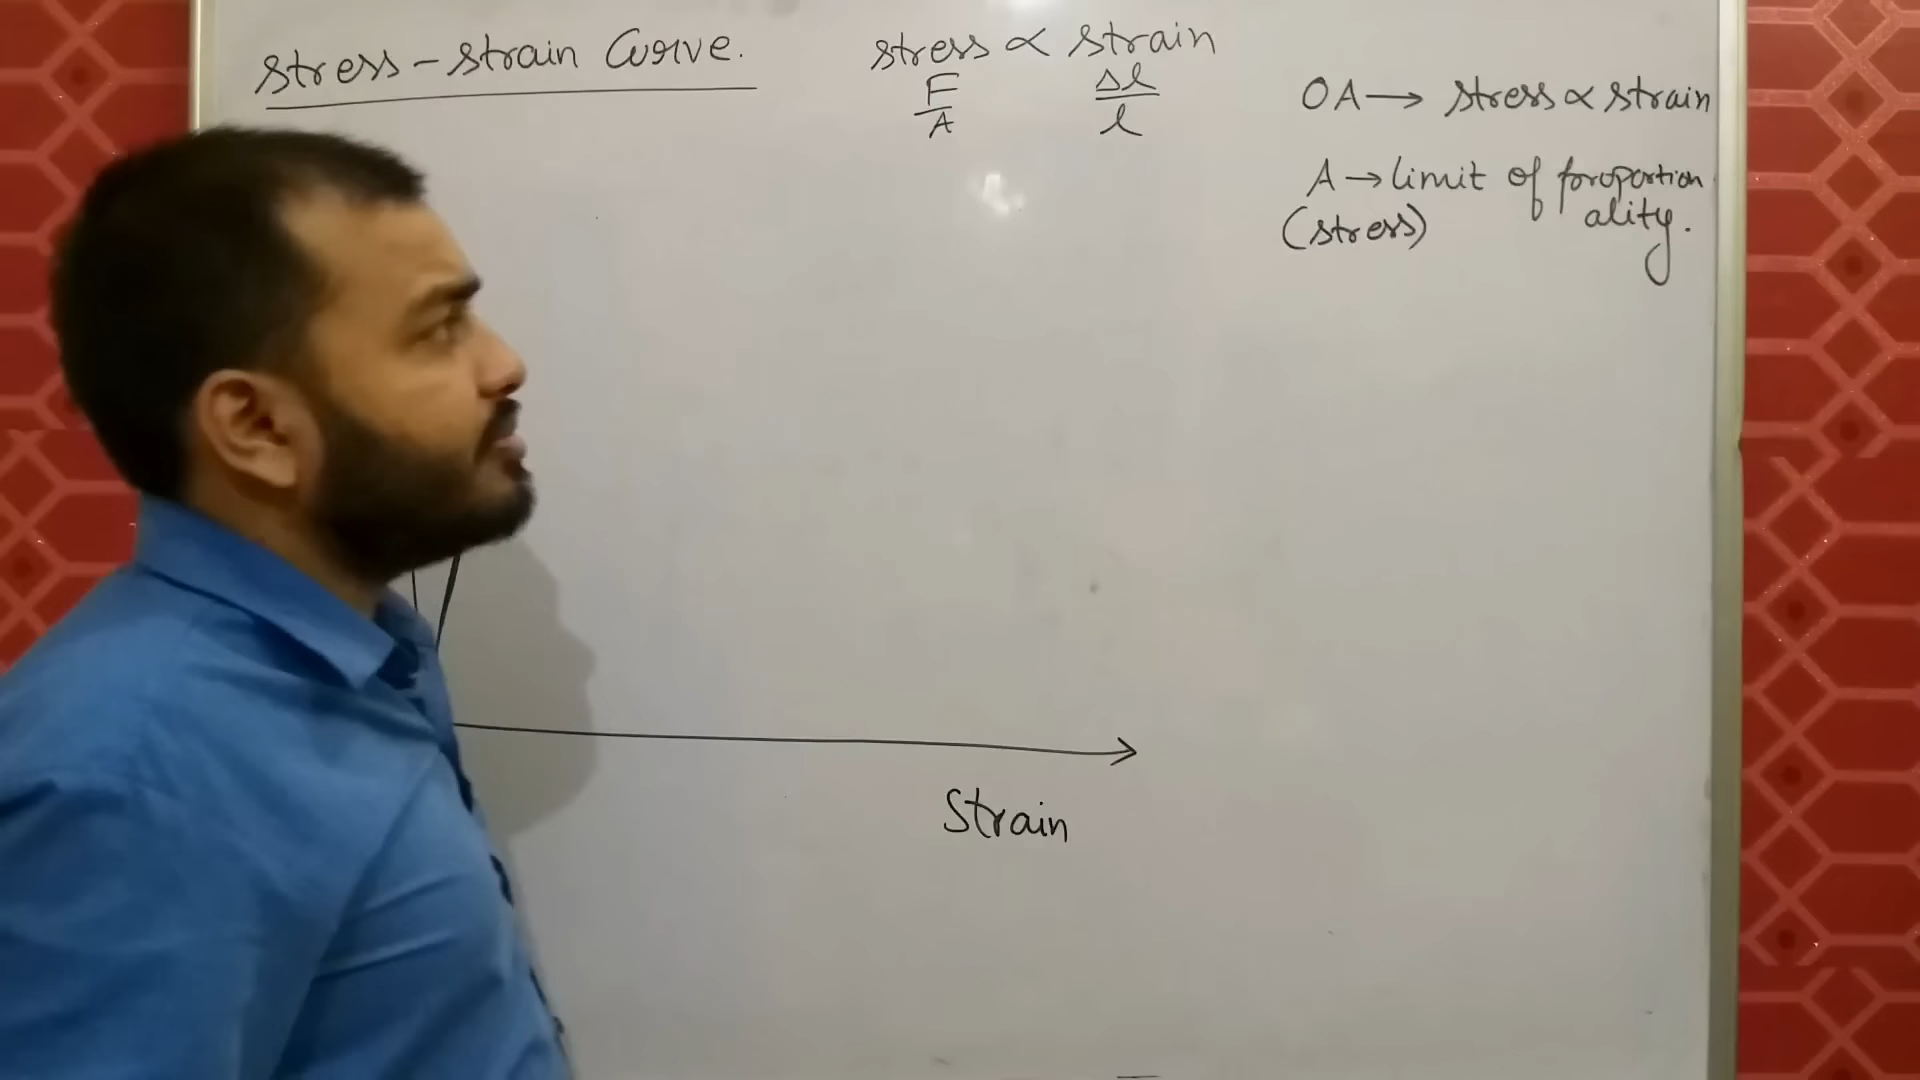 stress-strain Curve.
stress ∝ strain
F/A Δl/l
OA→ stress ∝ strain
A→ limit of proportion
(stress) ality.
Strain